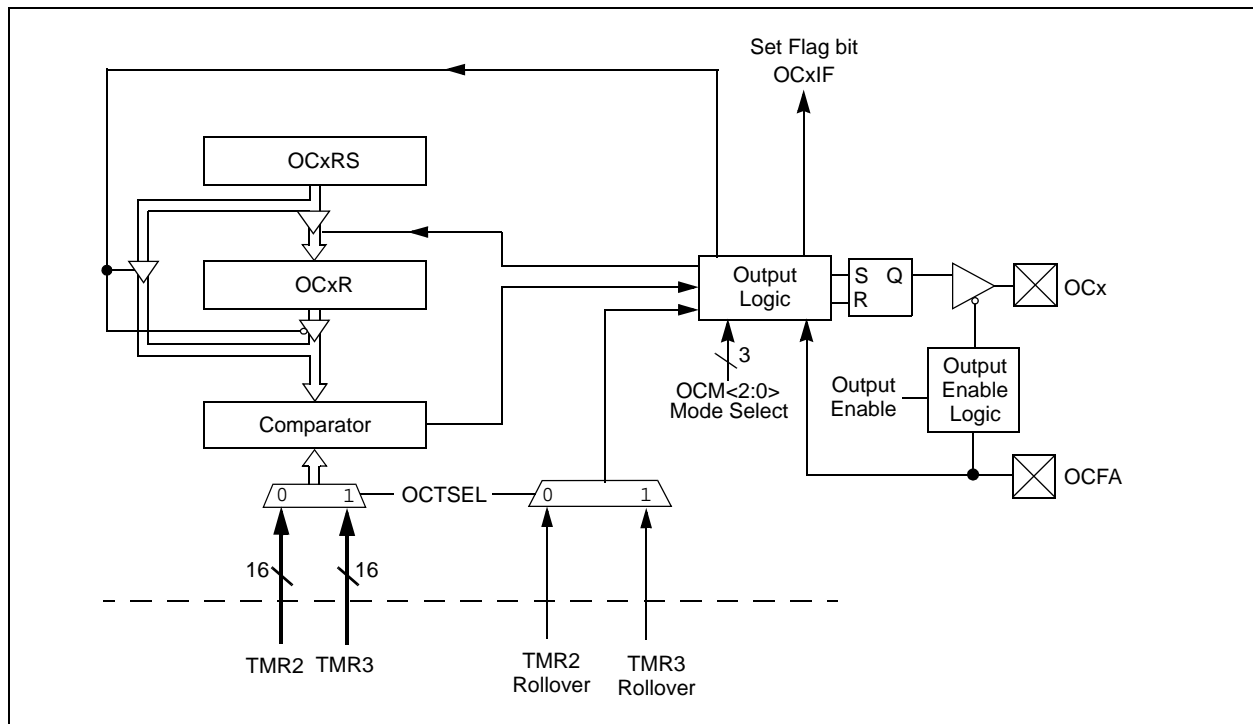 Set Flag bit
OCxIF
OCxRS
OCxR
Output
Logic
S Q
R
OCx
3
OCM<2:0>
Mode Select
Output
Enable
Output
Enable
Logic
Comparator
OCFA
0 1
OCTSEL
0 1
16
16
TMR2
TMR3
TMR2
Rollover
TMR3
Rollover